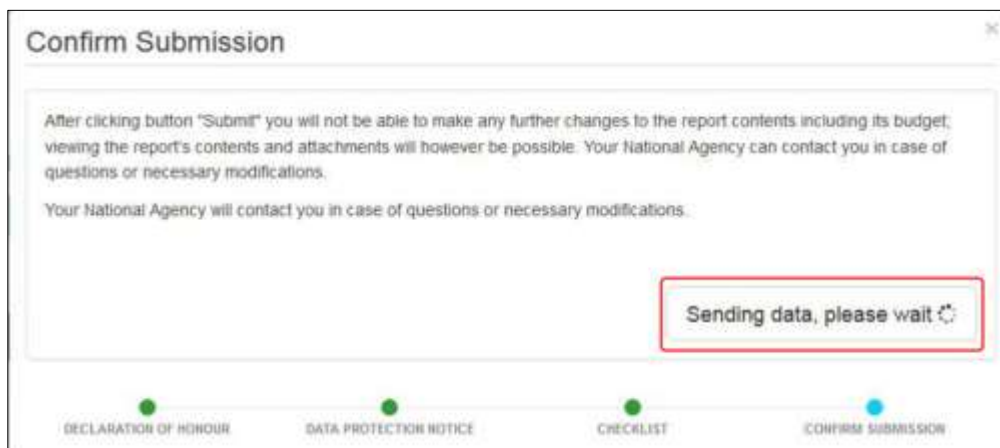 Confirm Submission
×
After clicking button "Submit" you will not be able to make any further changes to the report contents including its budget;
viewing the report's contents and attachments will however be possible. Your National Agency can contact you in case of
questions or necessary modifications.
Your National Agency will contact you in case of questions or necessary modifications.
Sending data, please wait
DECLARATION OF HONOUR DATA PROTECTION NOTICE CHECKLIST CONFIRM SUBMISSION